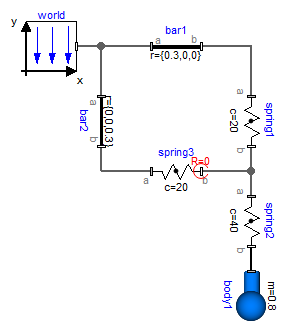 world
y
x
bar1
a
b
r={0.3,0,0}
a
b
bar2
r={0,0,0.3}
a
b
spring1
c=20
spring3
R=0
a
b
c=20
a
b
spring2
c=40
body1
m=0.8